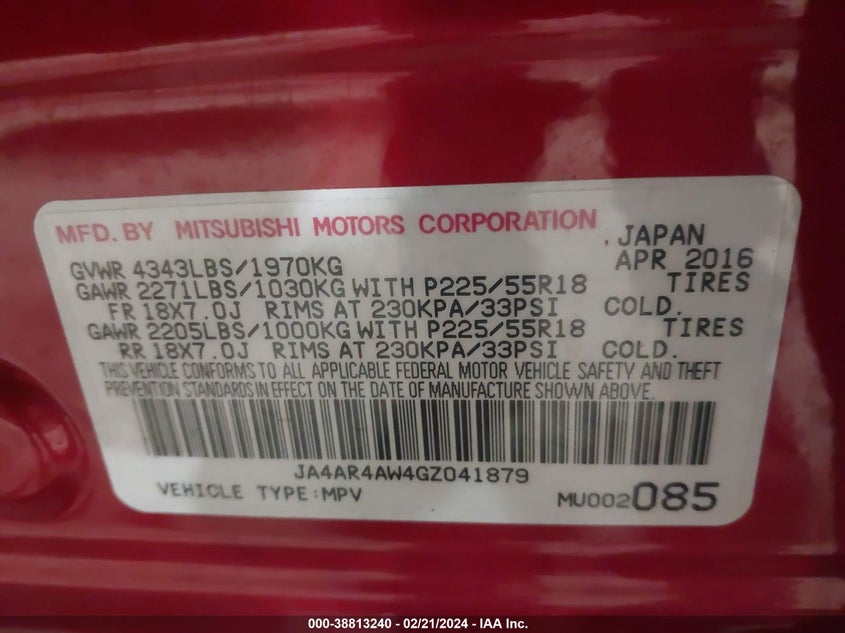 MFD. BY MITSUBISHI MOTORS CORPORATION , JAPAN
GVWR 4343LBS/1970KG APR 2016
GAWR 2271LBS/1030KG WITH P225/55R18 TIRES
FR 18X7.0J RIMS AT 230KPA/33PSI COLD.
GAWR 2205LBS/1000KG WITH P225/55R18 TIRES
RR 18X7.0J RIMS AT 230KPA/33PSI COLD.
THIS VEHICLE CONFORMS TO ALL APPLICABLE FEDERAL MOTOR VEHICLE SAFETY AND THEFT
PREVENTION STANDARDS IN EFFECT ON THE DATE OF MANUFACTURE SHOWN ABOVE.
JA4AR4AW4GZ041879
VEHICLE TYPE:MPV MU002085
000-38813240 - 02/21/2024 - IAA Inc.